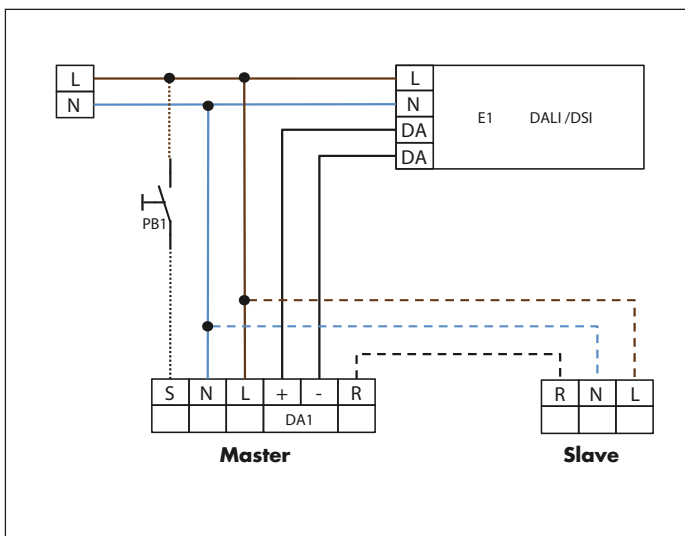 L
N
L
N
DA
DA
E1 DALI /DSI
PB1
S N L + - R
DA1
Master
R N L
Slave